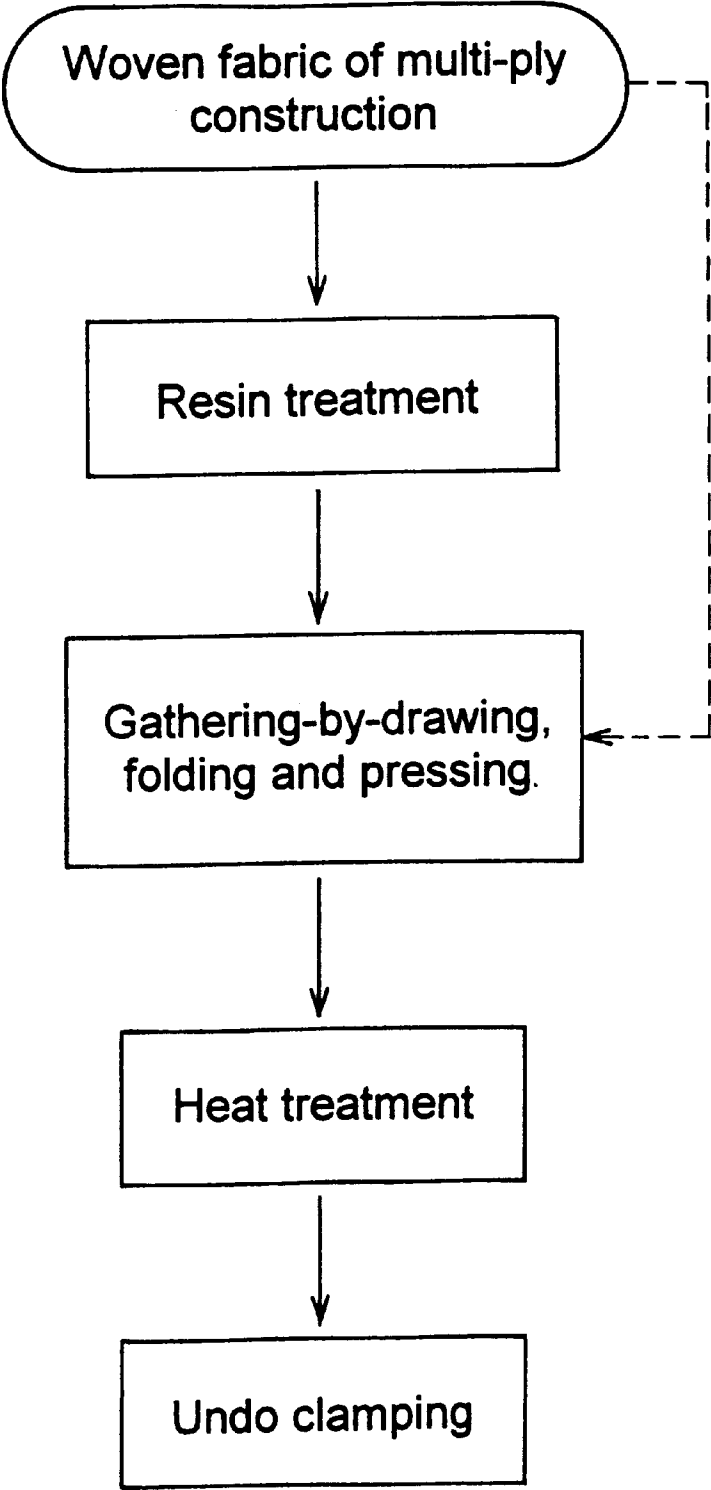 Woven fabric of multi-ply
construction
Resin treatment
Gathering-by-drawing,
folding and pressing.
Heat treatment
Undo clamping